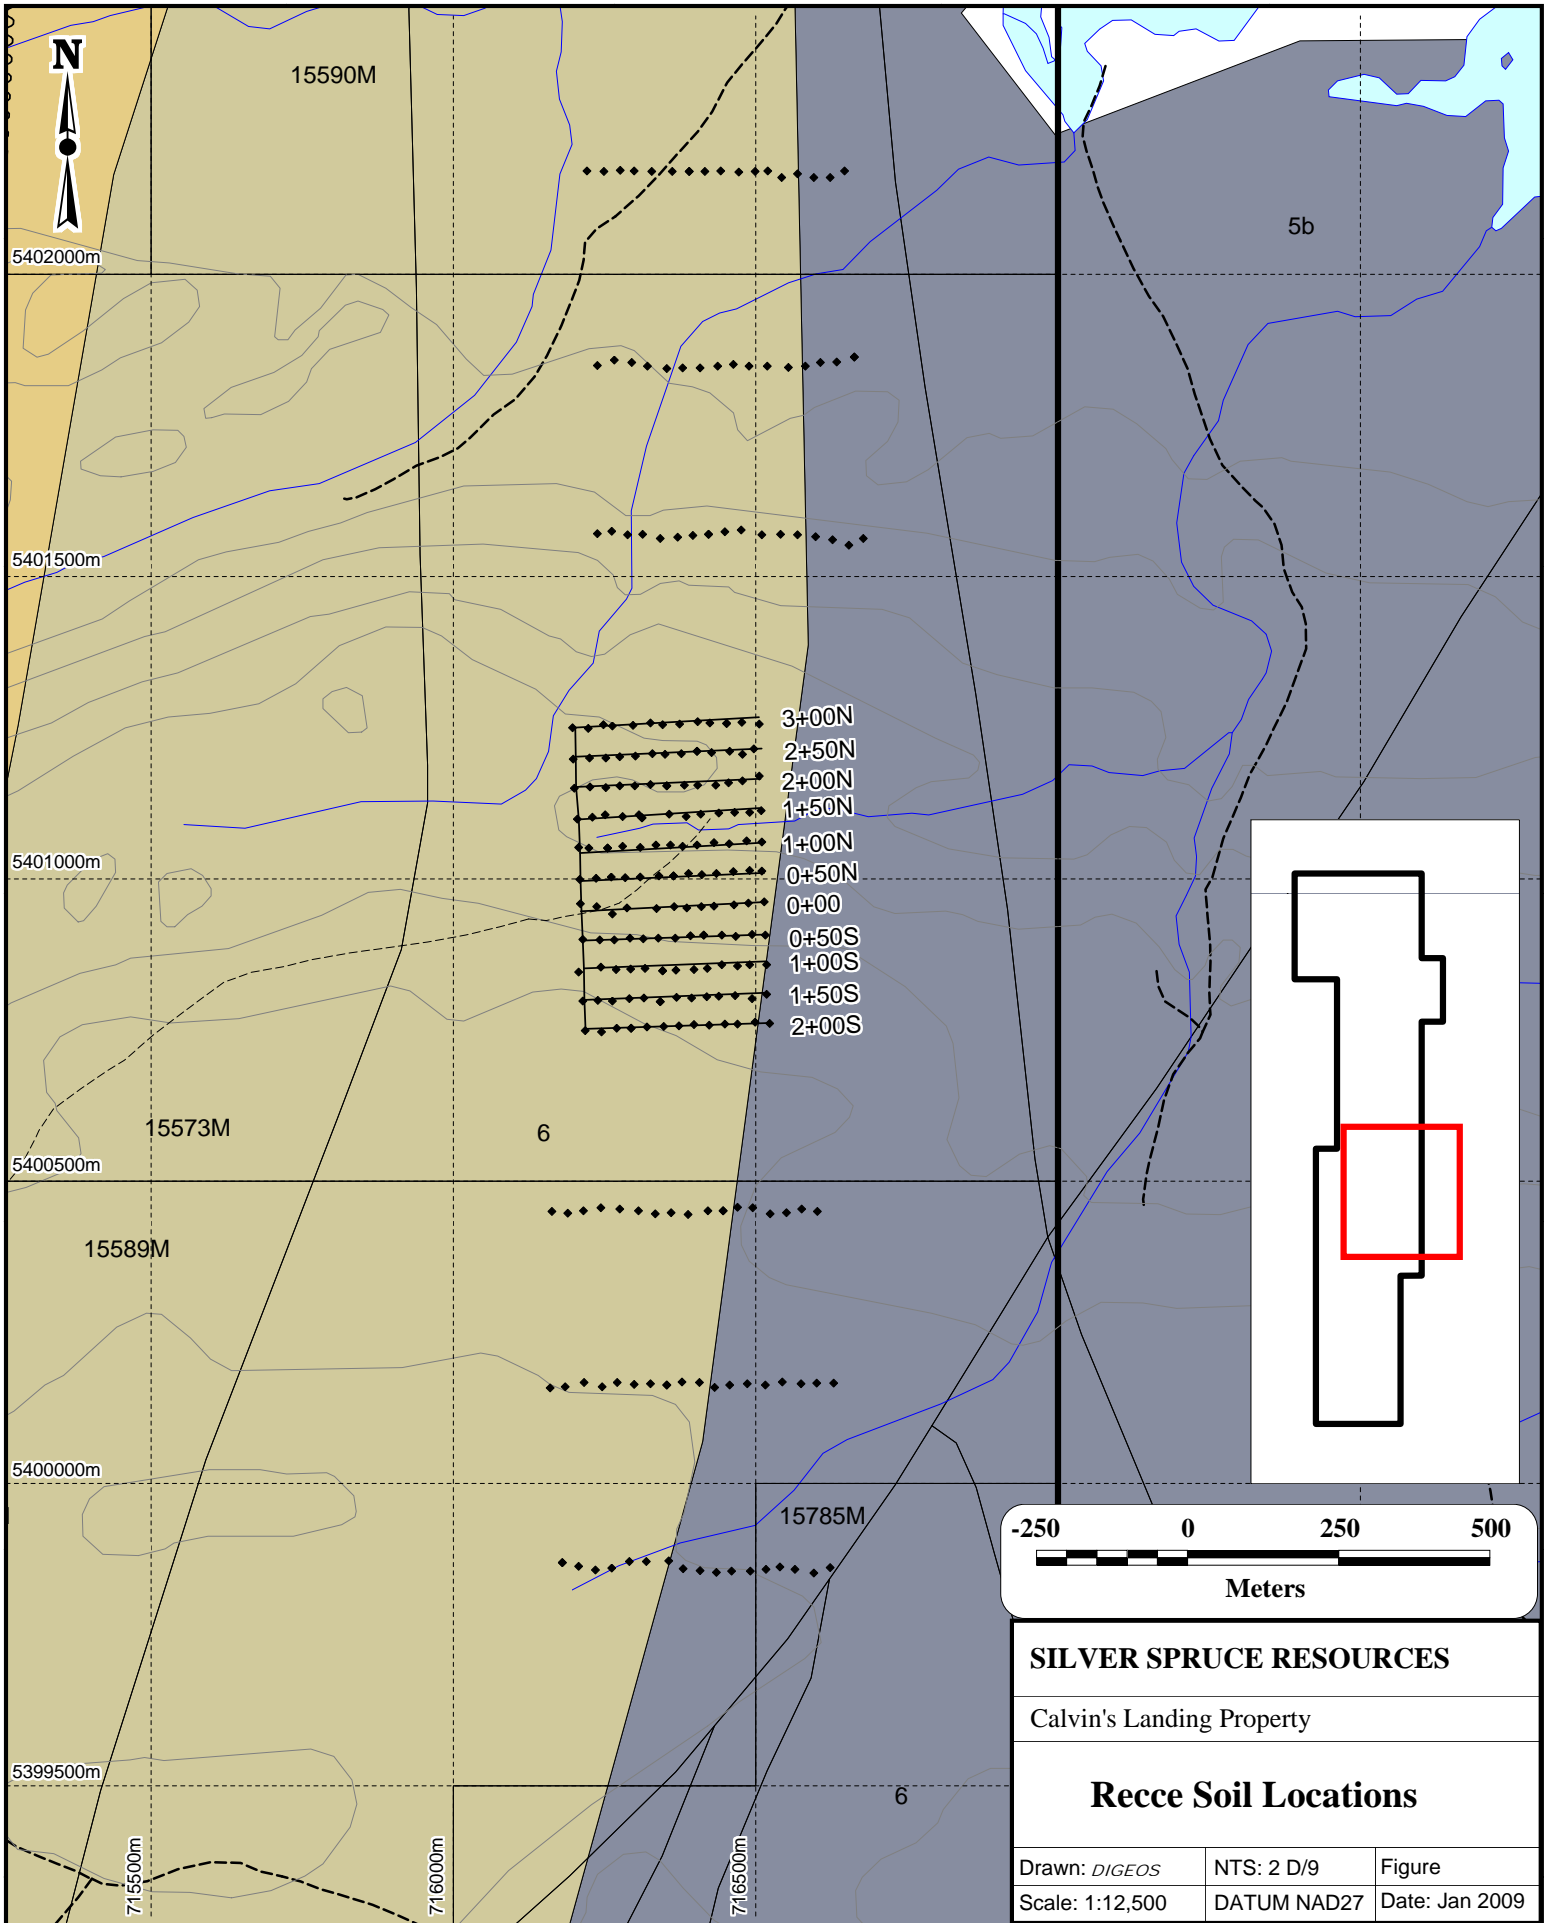 N
15590M
5b
5402000m
5401500m
3+00N
2+50N
2+00N
1+50N
1+00N
5401000m
0+50N
0+00
0+50S
1+00S
1+50S
2+00S
15573M
6
5400500m
15589M
5400000m
15785M
-250 0 250 500
Meters
SILVER SPRUCE RESOURCES
Calvin's Landing Property
Recce Soil Locations
5399500m
6
715500m
716000m
716500m
Drawn: DIGEOS NTS: 2 D/9 Figure
Scale: 1:12,500 DATUM NAD27 Date: Jan 2009